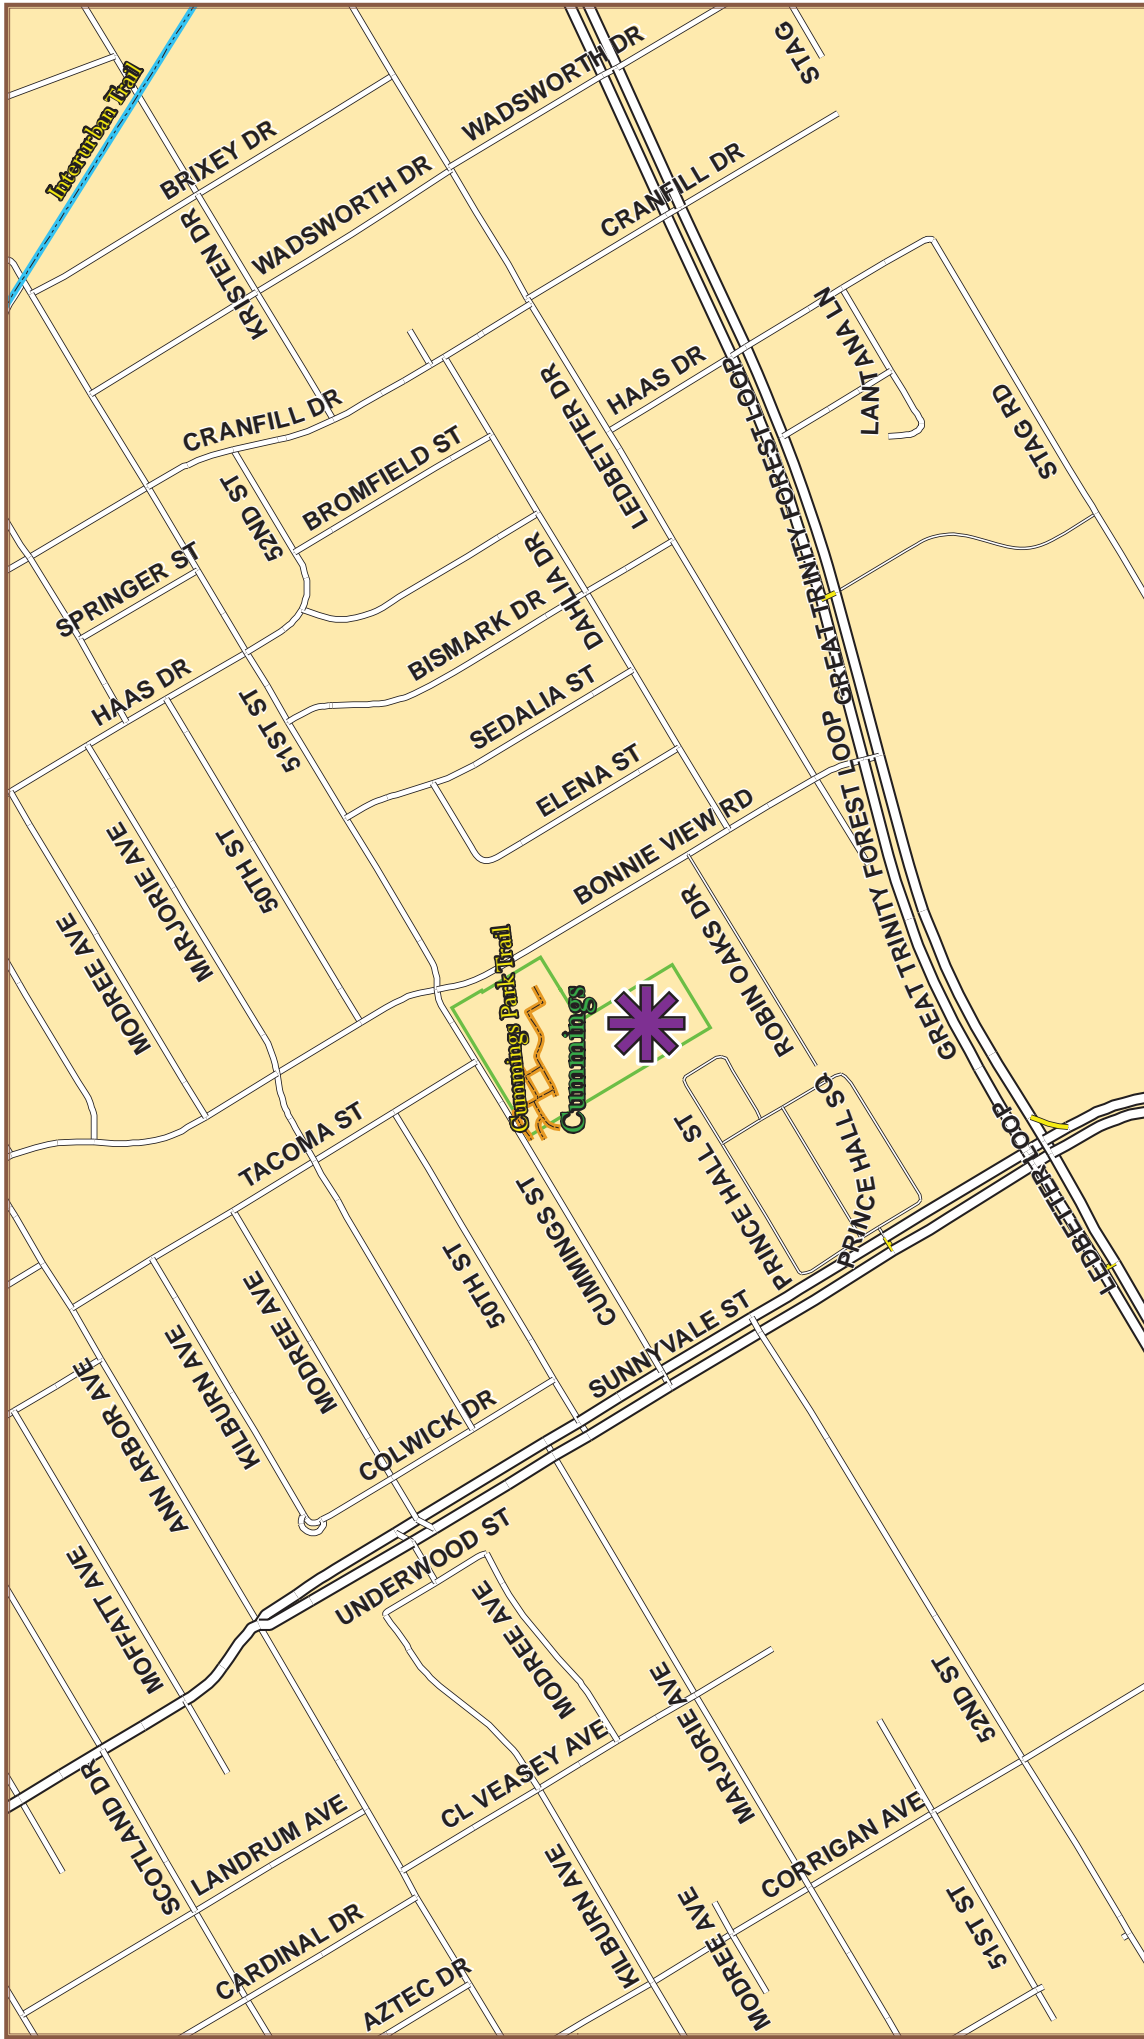 STAG
WADSWORTH DR
Interurban Trail
BRIXEY DR
WADSWORTH DR
CRANFILL DR
KRISTEN DR
LANTANA LN
HAAS DR
LEDBETTER DR
STAG RD
CRANFILL DR
BROMFIELD ST
52ND ST
GREAT TRINITY FOREST LOOP
SPRINGER ST
DAHLIA DR
BISMARK DR
HAAS DR
51ST ST
SEDALIA ST
GREAT TRINITY FOREST LOOP
ELENA ST
BONNIE VIEW RD
MARJORIE AVE
50TH ST
MODREE AVE
ROBIN OAKS DR
GREAT TRINITY FOREST LOOP
Cummings Park Trail
Cummings
TACOMA ST
PRINCE HALL SQ
PRINCE HALL ST
LEDBETTER LOOP
CUMMINGS ST
50TH ST
MODREE AVE
KILBURN AVE
ANN ARBOR AVE
SUNNYVALE ST
COLWICK DR
UNDERWOOD ST
MOFFATT AVE
MODREE AVE
MARJORIE AVE
52ND ST
CL VEASEY AVE
SCOTLAND DR
LANDRUM AVE
CORRIGAN AVE
KILBURN AVE
MODREE AVE
51ST ST
CARDINAL DR
AZTEC DR